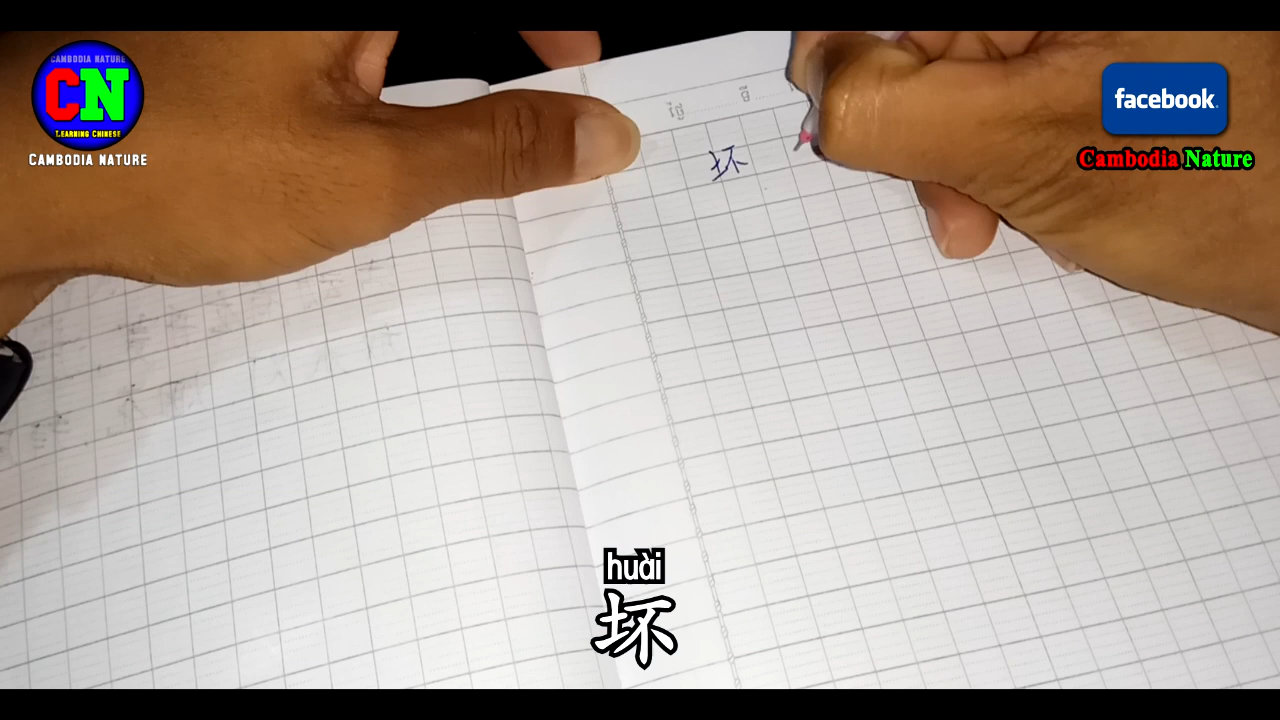 CAMBODIA NATURE
CN
LEARNING CHINESE
CAMBODIA NATURE
facebook
Cambodia Nature
坏
huài
坏